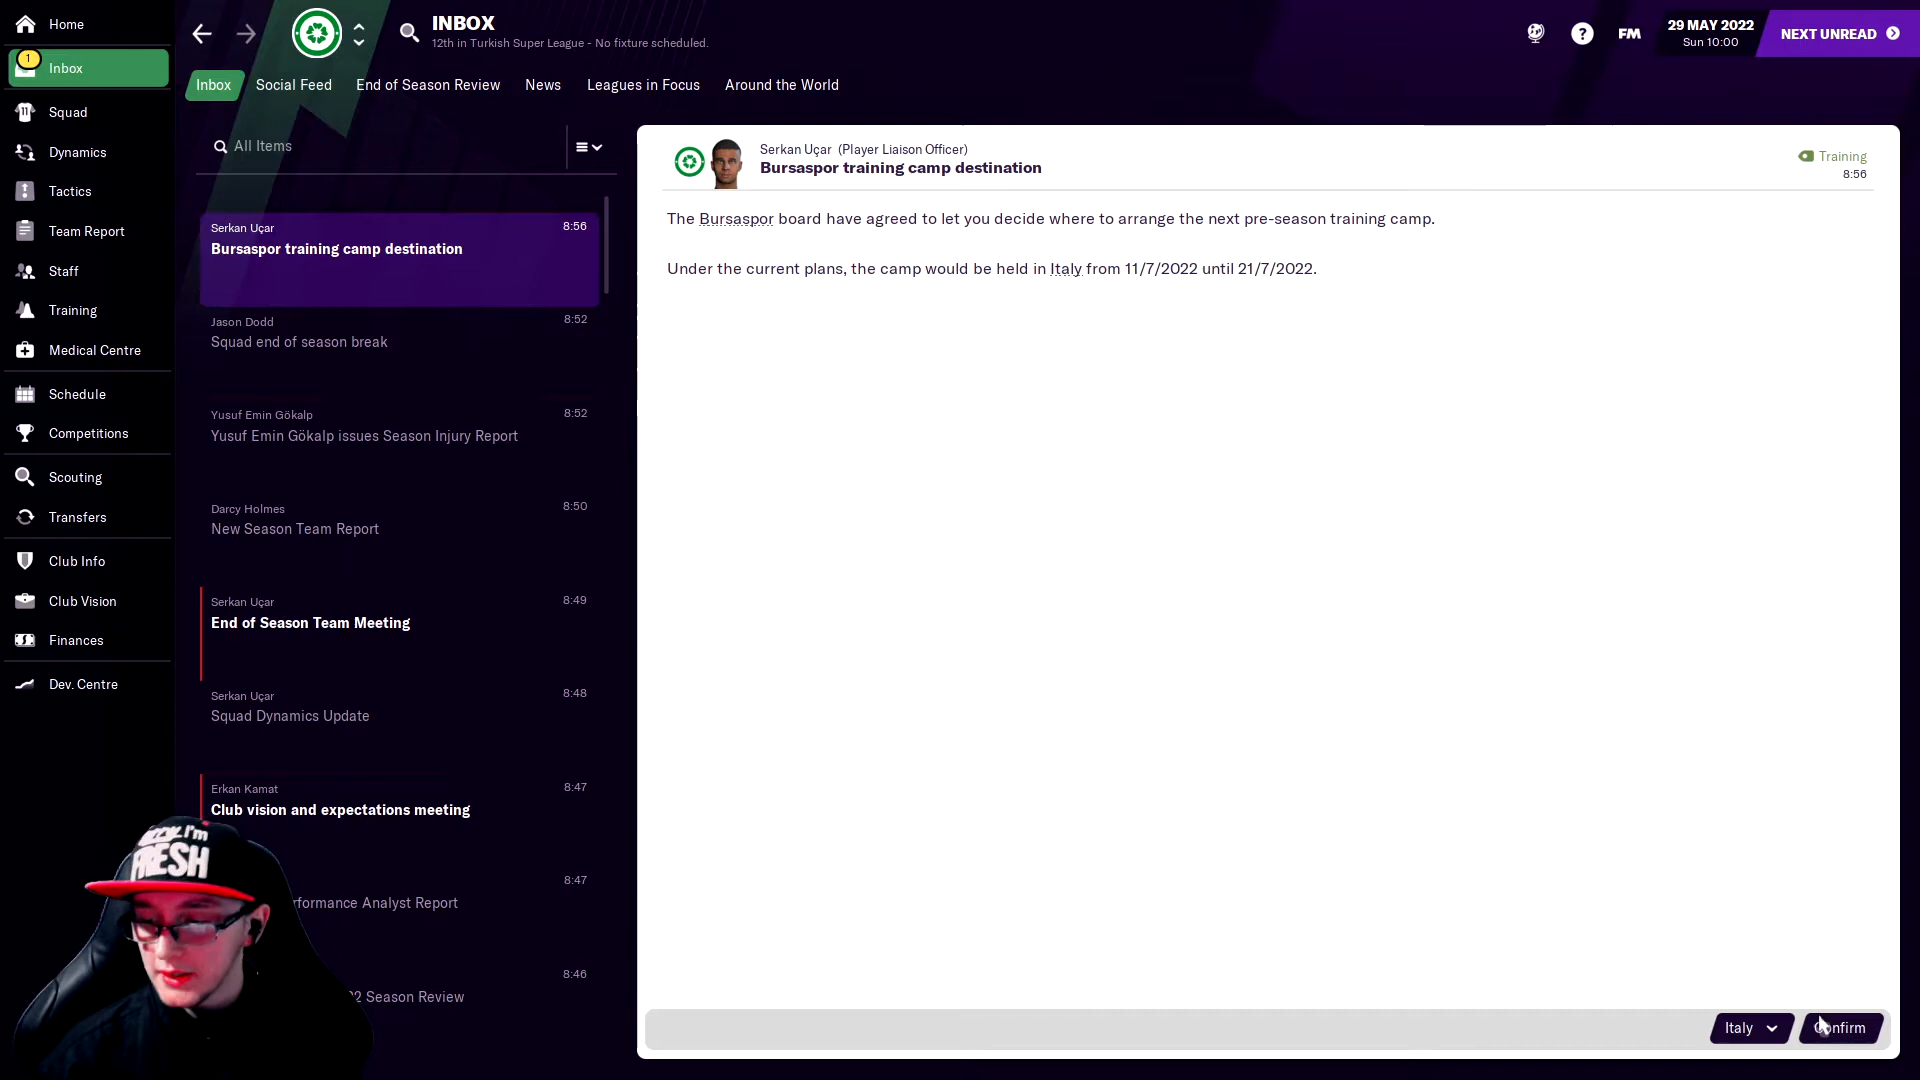 Home
1
Inbox
Squad
Dynamics
Tactics
Team Report
Staff
Training
Medical Centre
Schedule
Competitions
Scouting
Transfers
Club Info
Club Vision
Finances
Dev. Centre
INBOX
12th in Turkish Super League - No fixture scheduled.
?
FM
29 MAY 2022
Sun 10:00
NEXT UNREAD
Inbox
Social Feed
End of Season Review
News
Leagues in Focus
Around the World
All Items
Serkan Uçar 8:56
Bursaspor training camp destination
Jason Dodd 8:52
Squad end of season break
Yusuf Emin Gökalp 8:52
Yusuf Emin Gökalp issues Season Injury Report
Darcy Holmes 8:50
New Season Team Report
Serkan Uçar 8:49
End of Season Team Meeting
Serkan Uçar 8:48
Squad Dynamics Update
Erkan Kamat 8:47
Club vision and expectations meeting
8:47
rformance Analyst Report
8:46
2 Season Review
FRESH
Serkan Uçar (Player Liaison Officer)
Bursaspor training camp destination
Training
8:56
The Bursaspor board have agreed to let you decide where to arrange the next pre-season training camp.
Under the current plans, the camp would be held in Italy from 11/7/2022 until 21/7/2022.
Italy
Confirm